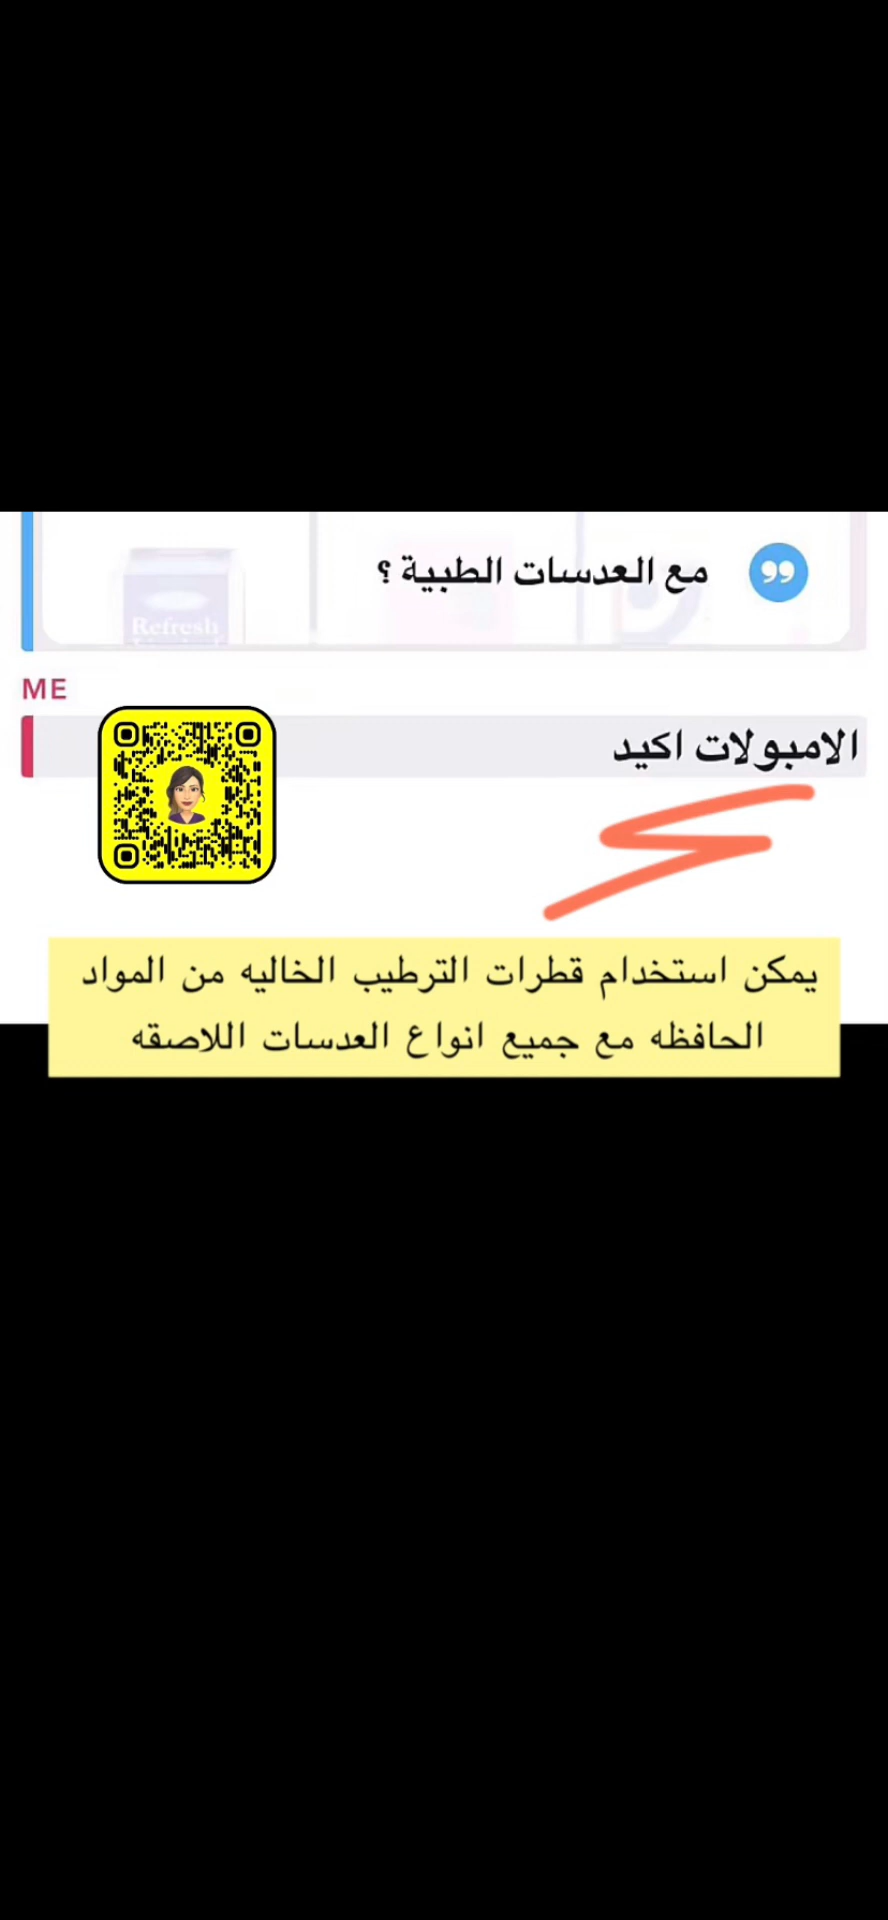 مع العدسات الطبية ؟
Refresh
ME
الامبولات اكيد
يمكن استخدام قطرات الترطيب الخاليه من المواد
الحافظه مع جميع انواع العدسات اللاصقه